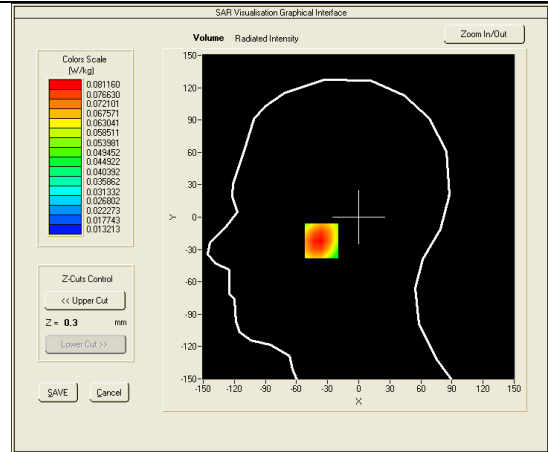 SAR Visualisation Graphical Interface
Volume Radiated Intensity
Zoom In/Out
Colors Scale
(W/kg)
0.081160
0.076630
0.072101
0.067571
0.063041
0.058511
0.053981
0.049452
0.044922
0.040392
0.035862
0.031332
0.026802
0.022273
0.017743
0.013213
Z-Cuts Control
<< Upper Cut
Z = 0.3 mm
Lower Cut >>
SAVE
Cancel
150-
120-
90-
60-
30-
0-
-30-
-60-
-90-
-120-
-150-
Y
-150 -120 -90 -60 -30 0 30 60 90 120 150
X